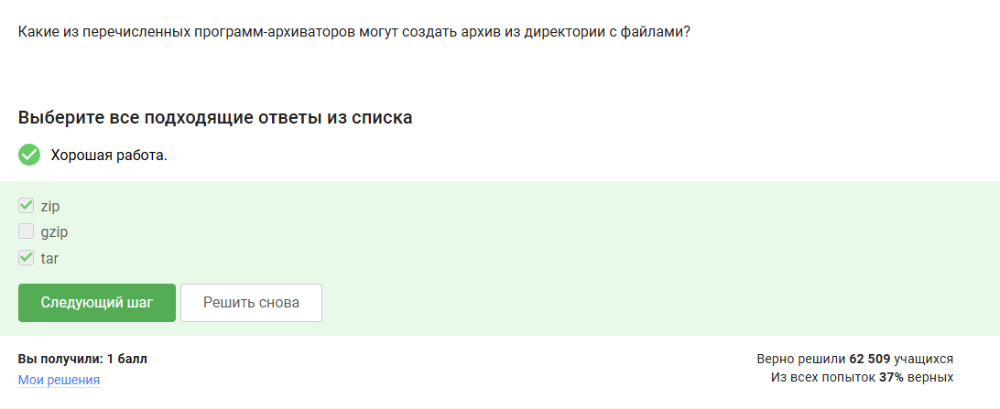 Какие из перечисленных программ-архиваторов могут создать архив из директории с файлами?
Выберите все подходящие ответы из списка
Хорошая работа.
zip
gzip
tar
Следующий шаг
Решить снова
Вы получили: 1 балл
Мои решения
Верно решили 62 509 учащихся
Из всех попыток 37% верных